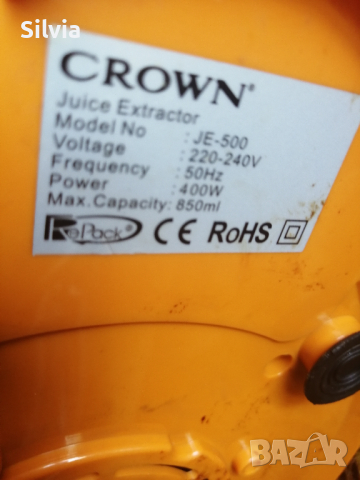 Silvia
CROWN®
Juice Extractor
Model No : JE-500
Voltage : 220-240V
Frequency : 50Hz
Power : 400W
Max.Capacity: 850ml
RePack® CE RoHS
BAZAR